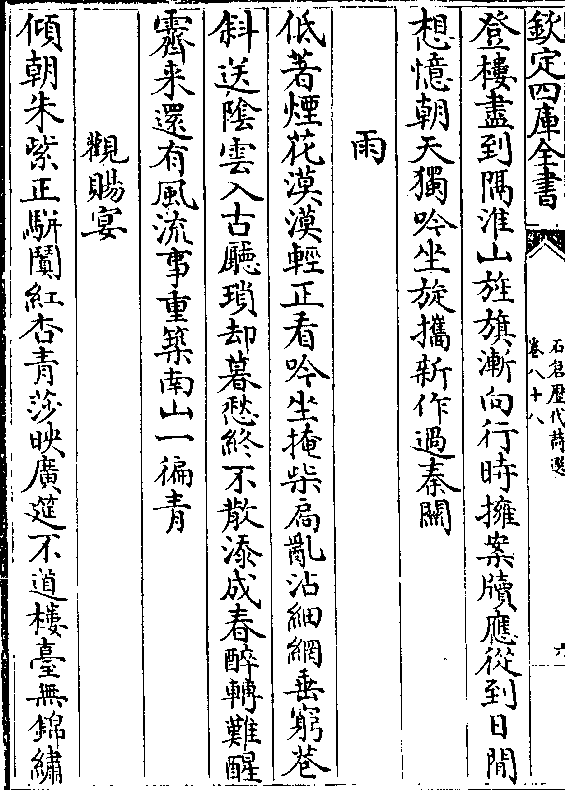 欽定四庫全書
石倉歷代詩選
卷八十八
六
登樓盡到隔淮山旌旗漸向行時擁案牘應從到日閒
想憶朝天獨吟坐旋攜新作過秦關
雨
低著煙花漠漠輕正看吟坐掩柴扃亂沾細網垂窮巷
斜送陰雲入古廳瑣却暮愁終不散添成春醉轉難醒
霽来還有風流事重築南山一徧青
觀賜宴
傾朝朱紫正駢闐紅杏青莎映廣筵不道樓臺無錦繡